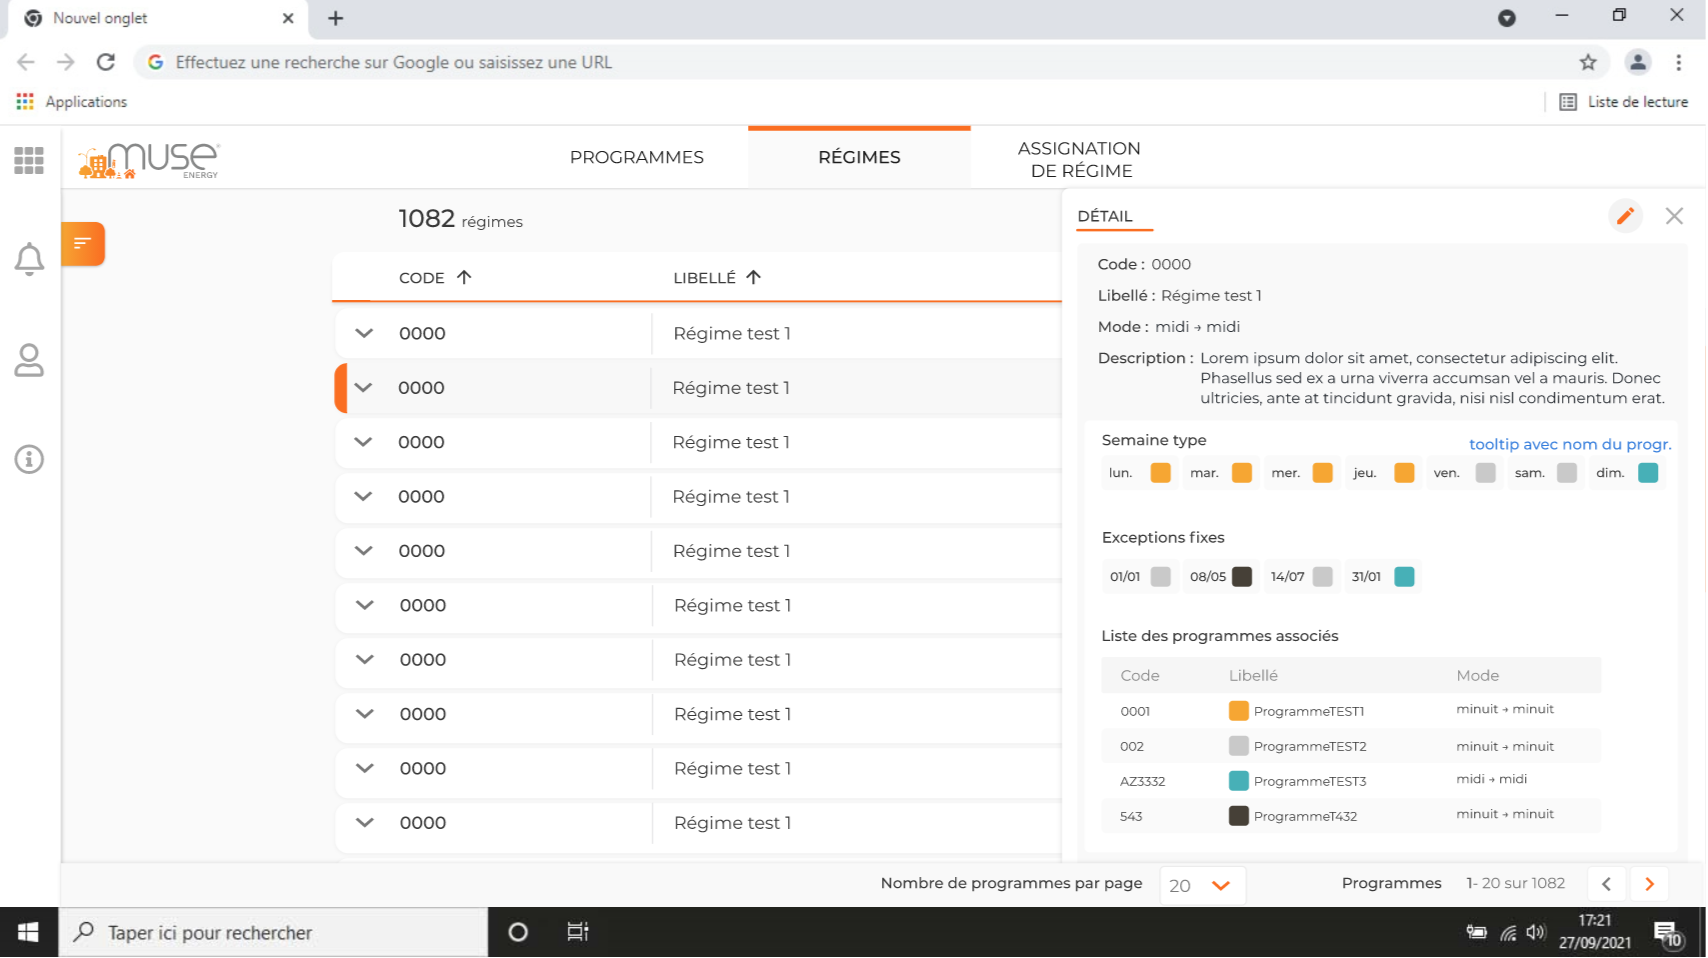 Nouvel onglet
Effectuez une recherche sur Google ou saisissez une URL
Applications
Liste de lecture
muse
ENERGY
PROGRAMMES
RÉGIMES
ASSIGNATION
DE RÉGIME
1082 régimes
CODE ↑ LIBELLÉ ↑
0000 Régime test 1
0000 Régime test 1
0000 Régime test 1
0000 Régime test 1
0000 Régime test 1
0000 Régime test 1
0000 Régime test 1
0000 Régime test 1
0000 Régime test 1
0000 Régime test 1
DÉTAIL
Code : 0000
Libellé : Régime test 1
Mode : midi → midi
Description : Lorem ipsum dolor sit amet, consectetur adipiscing elit.
Phasellus sed ex a urna viverra accumsan vel a mauris. Donec
ultricies, ante at tincidunt gravida, nisi nisl condimentum erat.
Semaine type
tooltip avec nom du progr.
lun. mar. mer. jeu. ven. sam. dim.
Exceptions fixes
01/01 08/05 14/07 31/01
Liste des programmes associés
Code Libellé Mode
0001 ProgrammeTEST1 minuit → minuit
002 ProgrammeTEST2 minuit → minuit
AZ3332 ProgrammeTEST3 midi → midi
543 ProgrammeT432 minuit → minuit
Nombre de programmes par page 20
Programmes 1- 20 sur 1082
Taper ici pour rechercher
17:21
27/09/2021
10